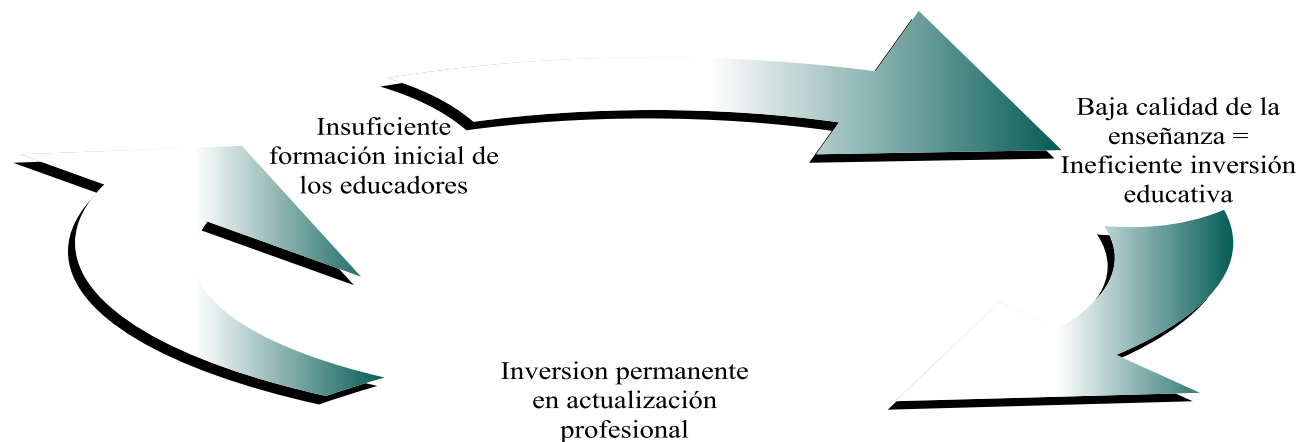 Insuficiente
formación inicial de
los educadores
Baja calidad de la
enseñanza =
Ineficiente inversión
educativa
Inversion permanente
en actualización
profesional